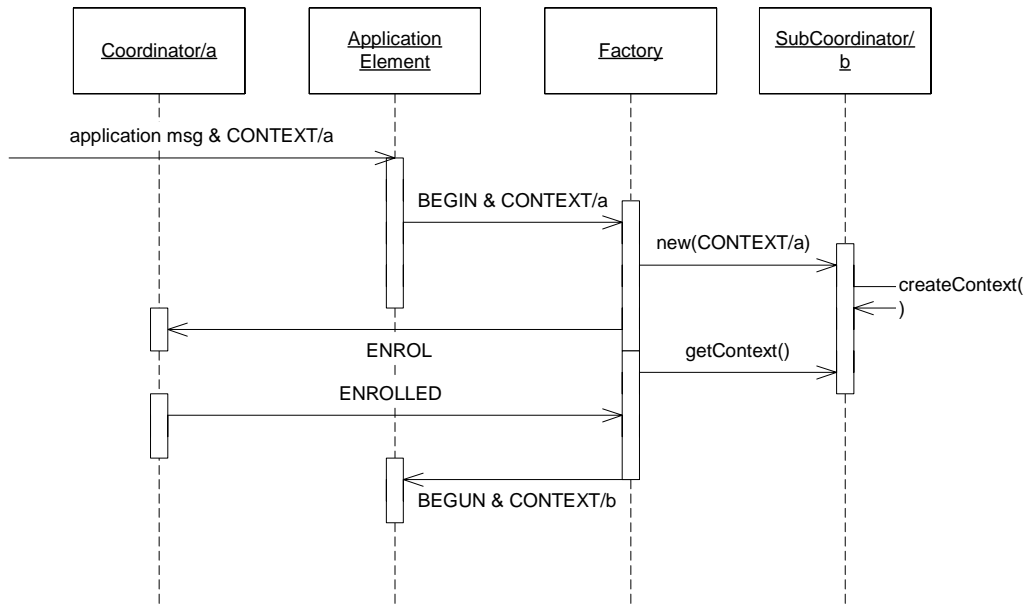 Coordinator/a
Application
Element
Factory
SubCoordinator/
b
application msg & CONTEXT/a
BEGIN & CONTEXT/a
new(CONTEXT/a)
createContext(
)
ENROL
getContext()
ENROLLED
BEGUN & CONTEXT/b